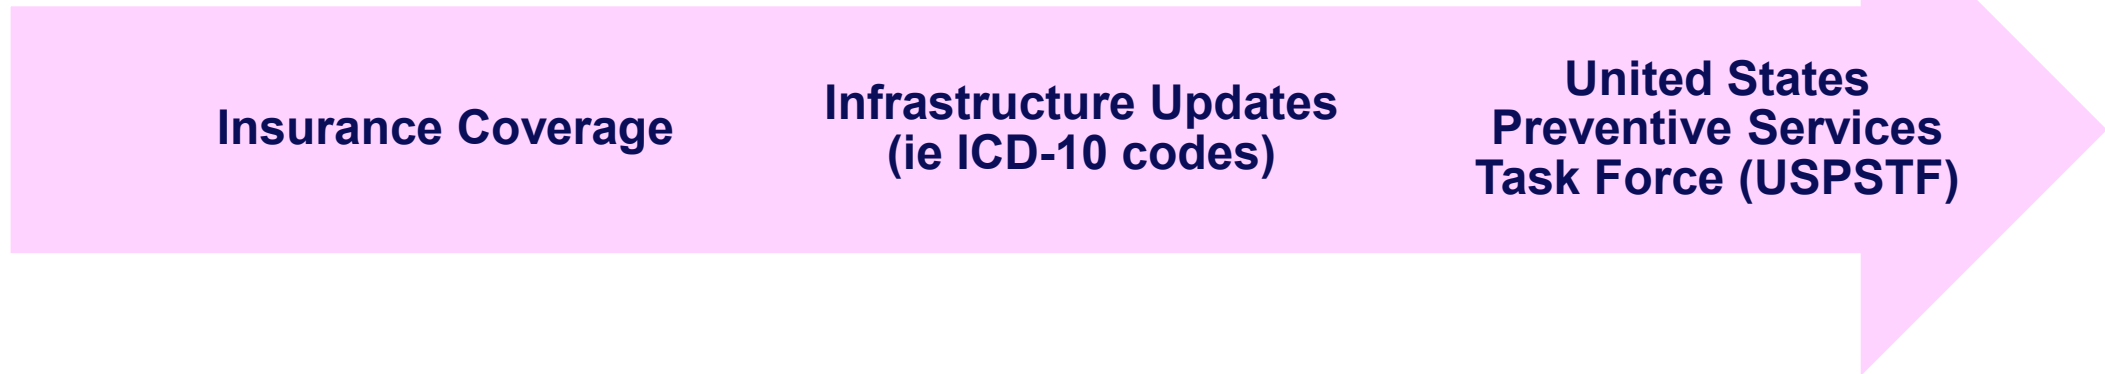 Insurance Coverage
Infrastructure Updates
(ie ICD-10 codes)
United States
Preventive Services
Task Force (USPSTF)